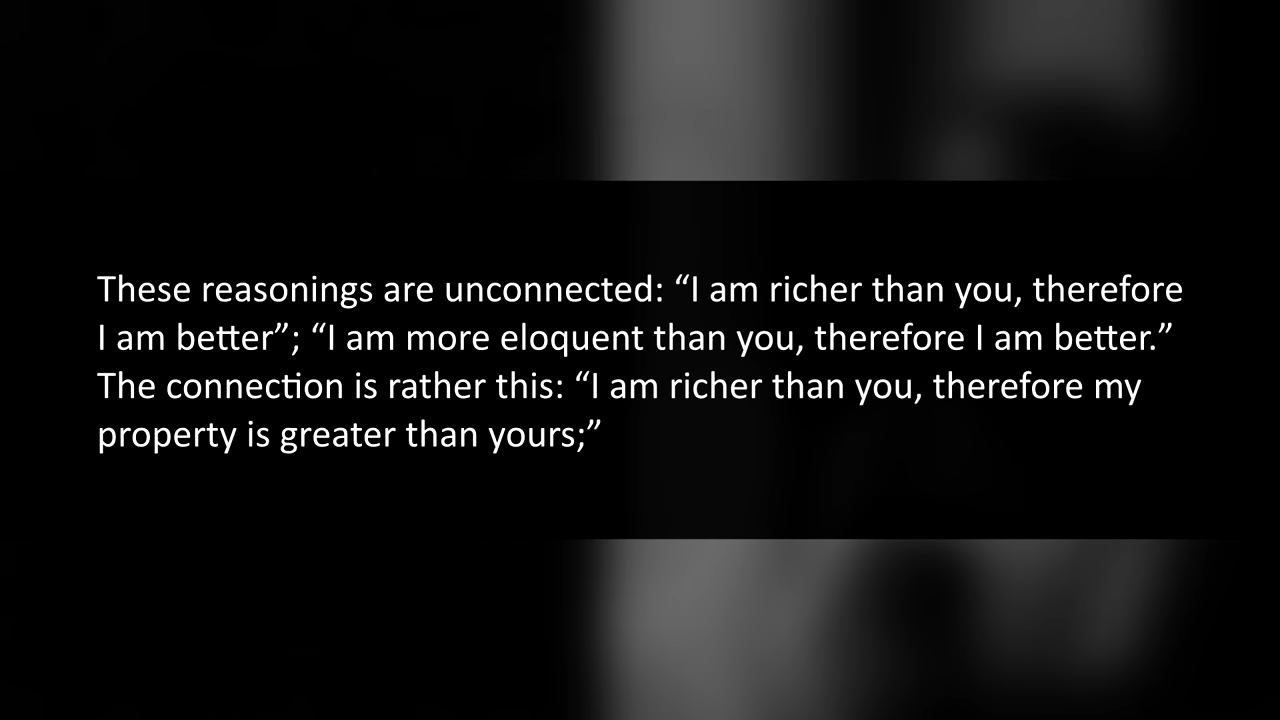 These reasonings are unconnected: “I am richer than you, therefore
I am better”; “I am more eloquent than you, therefore I am better.”
The connection is rather this: “I am richer than you, therefore my
property is greater than yours;”